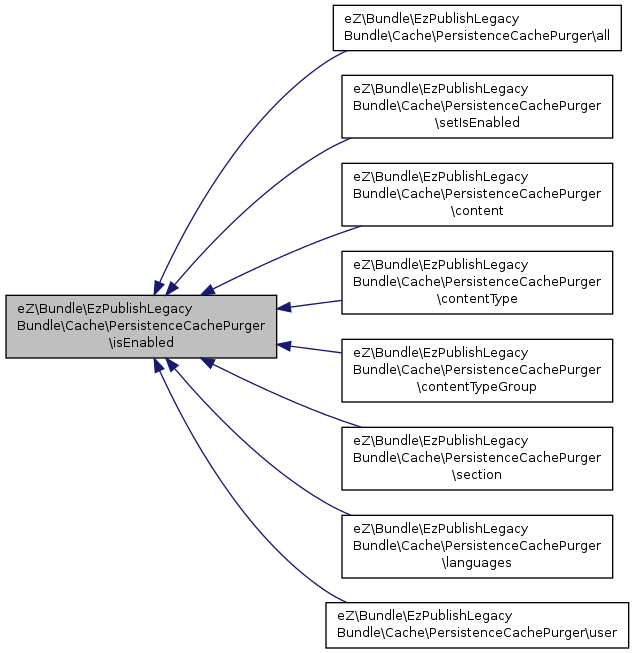 eZ\Bundle\EzPublishLegacy
Bundle\Cache\PersistenceCachePurger\all
eZ\Bundle\EzPublishLegacy
Bundle\Cache\PersistenceCachePurger
\setIsEnabled
eZ\Bundle\EzPublishLegacy
Bundle\Cache\PersistenceCachePurger
\content
eZ\Bundle\EzPublishLegacy
Bundle\Cache\PersistenceCachePurger
\contentType
eZ\Bundle\EzPublishLegacy
Bundle\Cache\PersistenceCachePurger
\isEnabled
eZ\Bundle\EzPublishLegacy
Bundle\Cache\PersistenceCachePurger
\contentTypeGroup
eZ\Bundle\EzPublishLegacy
Bundle\Cache\PersistenceCachePurger
\section
eZ\Bundle\EzPublishLegacy
Bundle\Cache\PersistenceCachePurger
\languages
eZ\Bundle\EzPublishLegacy
Bundle\Cache\PersistenceCachePurger\user